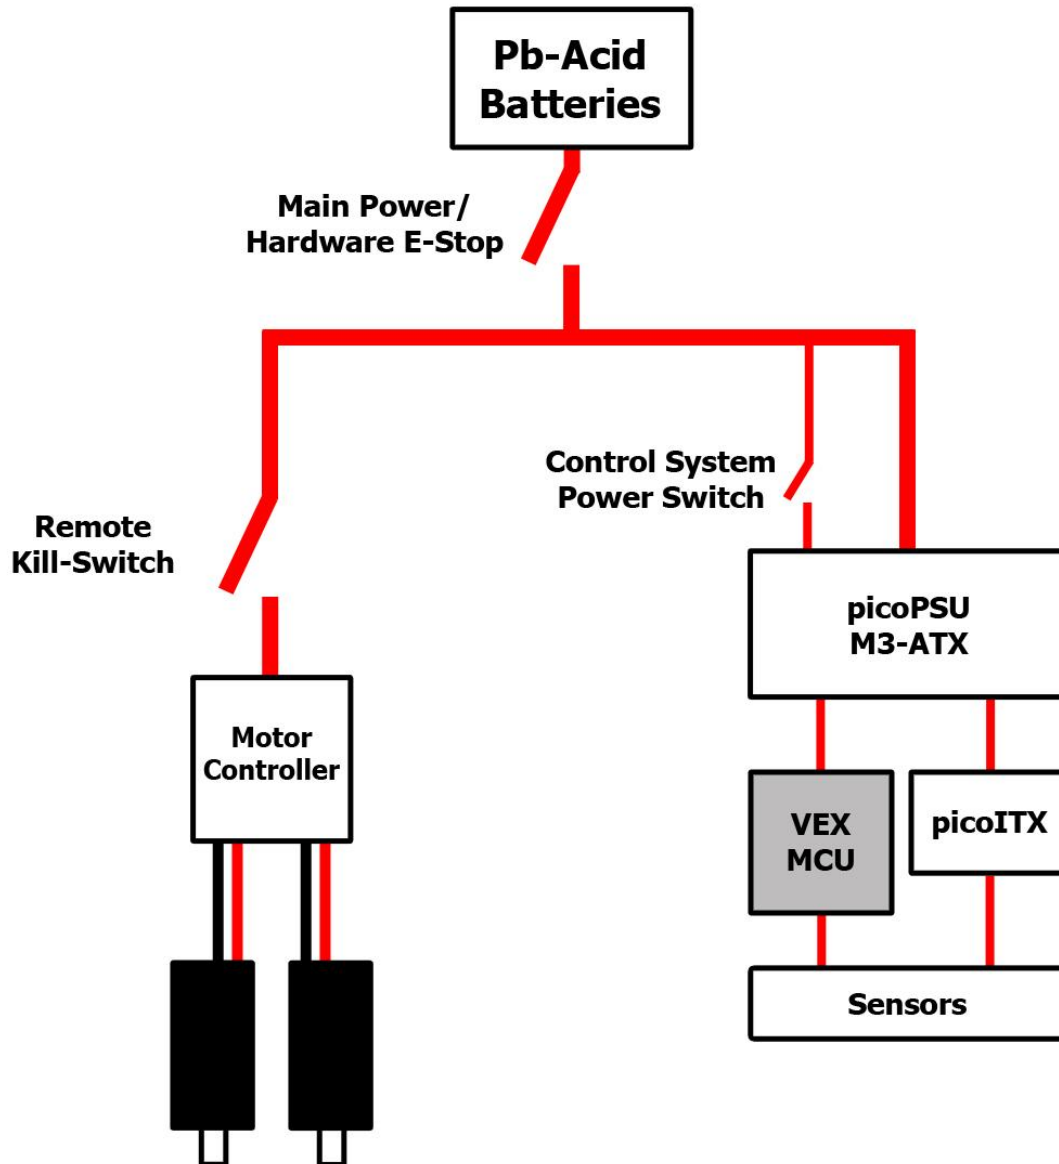 Pb-Acid
Batteries
Main Power/
Hardware E-Stop
Control System
Power Switch
Remote
Kill-Switch
picoPSU
M3-ATX
Motor
Controller
VEX
MCU
picoITX
Sensors